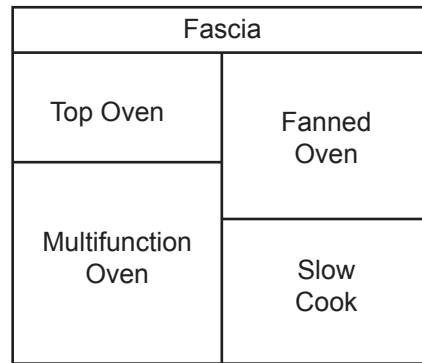 Fascia
Top Oven
Fanned
Oven
Multifunction
Oven
Slow
Cook